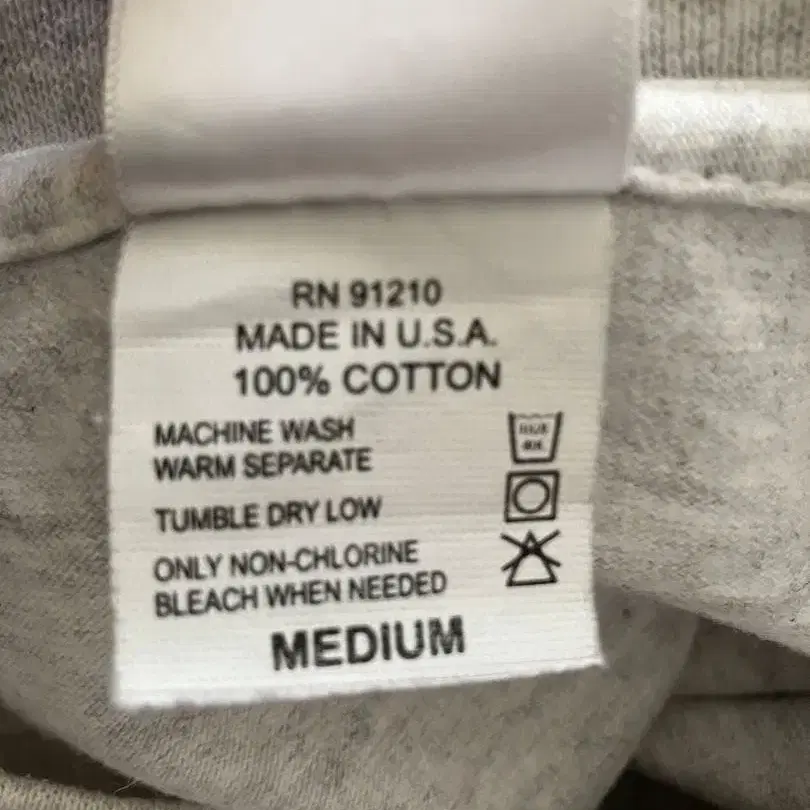 RN 91210
MADE IN U.S.A.
100% COTTON
MACHINE WASH
WARM SEPARATE
TUMBLE DRY LOW
ONLY NON-CHLORINE
BLEACH WHEN NEEDED
MEDIUM